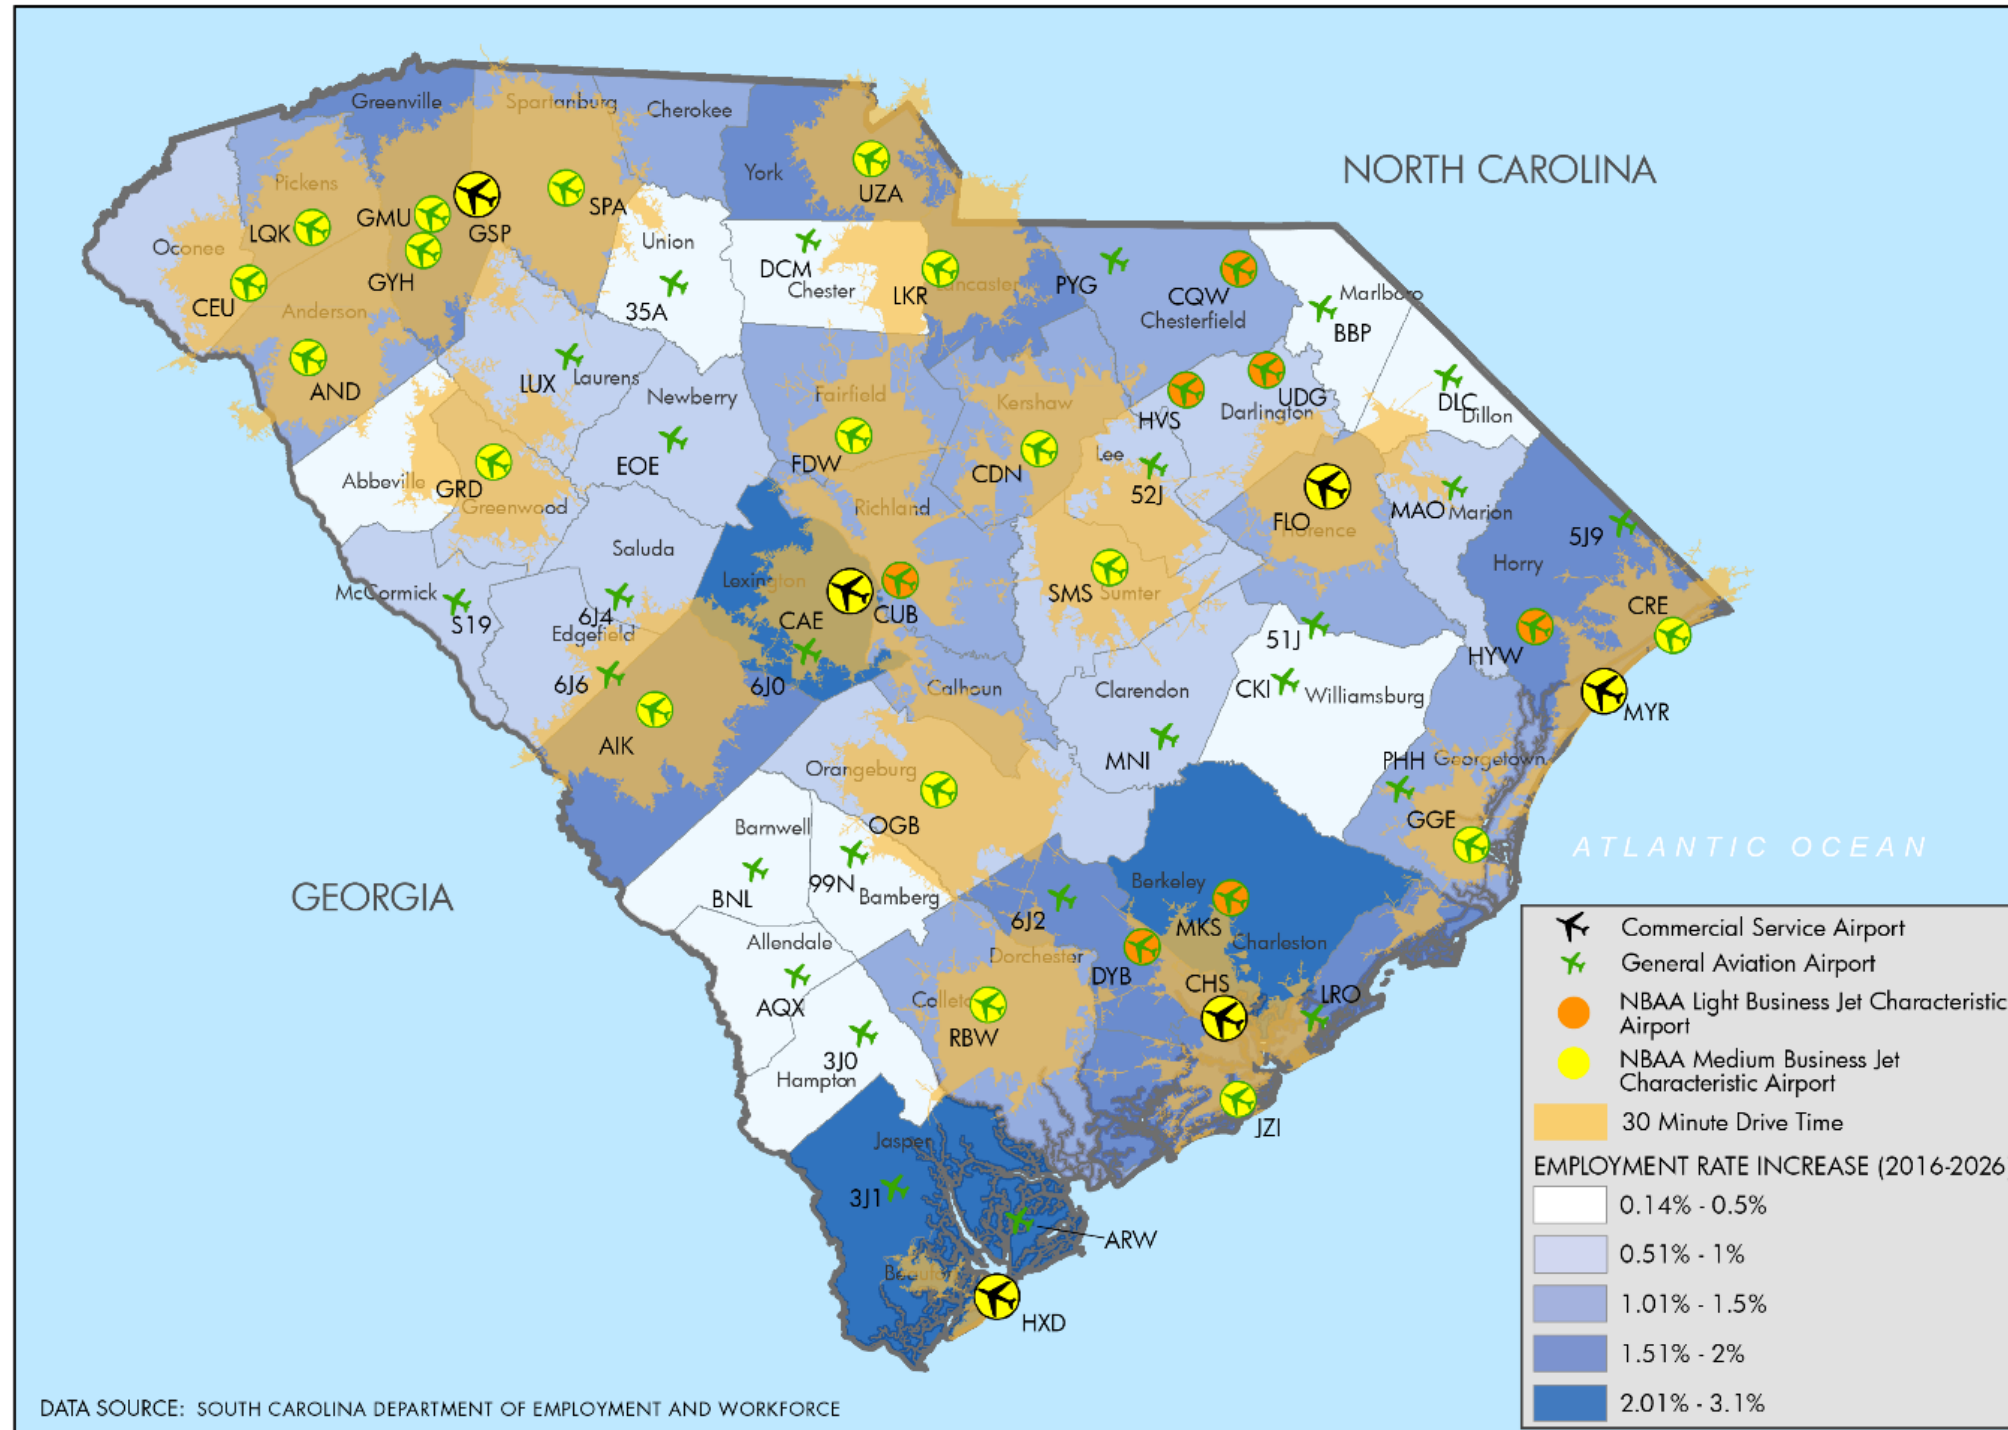 Greenville
Spartanburg
Cherokee
York
NORTH CAROLINA
UZA
Pickens
LQK
GMU
GSP
SPA
GYH
Oconee
CEU
Anderson
AND
Union
35A
DCM
Chester
LKR
Lancaster
PYG
CQW
Chesterfield
Marlboro
BBP
DLC
Dillon
LUX
Laurens
Newberry
EOE
Fairfield
FDW
Kershaw
CDN
HVS
UDG
Darlington
Lee
52J
Abbeville
GRD
Greenwood
Richland
FLO
Florence
MAO
Marion
5J9
Horry
Saluda
McCormick
S19
6J4
Edgefield
6J6
Lexington
CAE
CUB
6J0
SMS
Sumter
CRE
HYW
MYR
AIK
Calhoun
Clarendon
MNI
51J
CKI
Williamsburg
PHH
Georgetown
GGE
Orangeburg
OGB
ATLANTIC OCEAN
GEORGIA
Barnwell
BNL
99N
Bamberg
6J2
Berkeley
MKS
Charleston
Dorchester
DYB
CHS
LRO
Allendale
AQX
Colleton
RBW
3J0
Hampton
JZI
Jasper
3J1
ARW
Beaufort
HXD
Commercial Service Airport
General Aviation Airport
NBAA Light Business Jet Characteristic
Airport
NBAA Medium Business Jet
Characteristic Airport
30 Minute Drive Time
EMPLOYMENT RATE INCREASE (2016-2026)
0.14% - 0.5%
0.51% - 1%
1.01% - 1.5%
1.51% - 2%
2.01% - 3.1%
DATA SOURCE: SOUTH CAROLINA DEPARTMENT OF EMPLOYMENT AND WORKFORCE